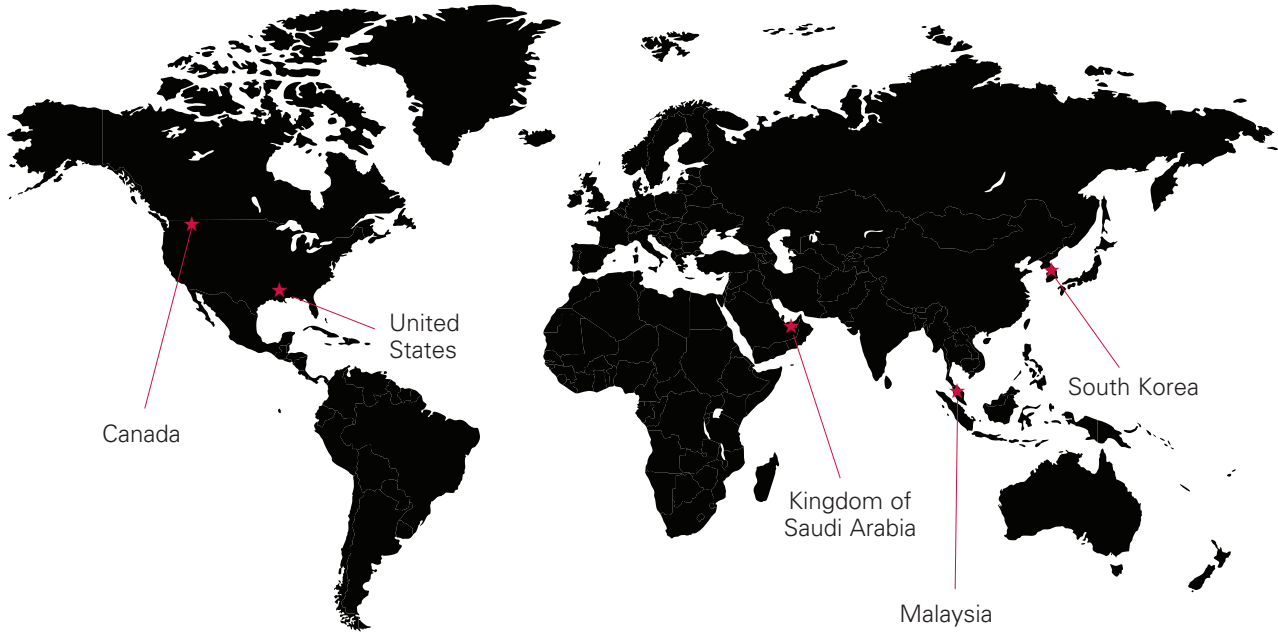 United
States
South Korea
Canada
Kingdom of
Saudi Arabia
Malaysia